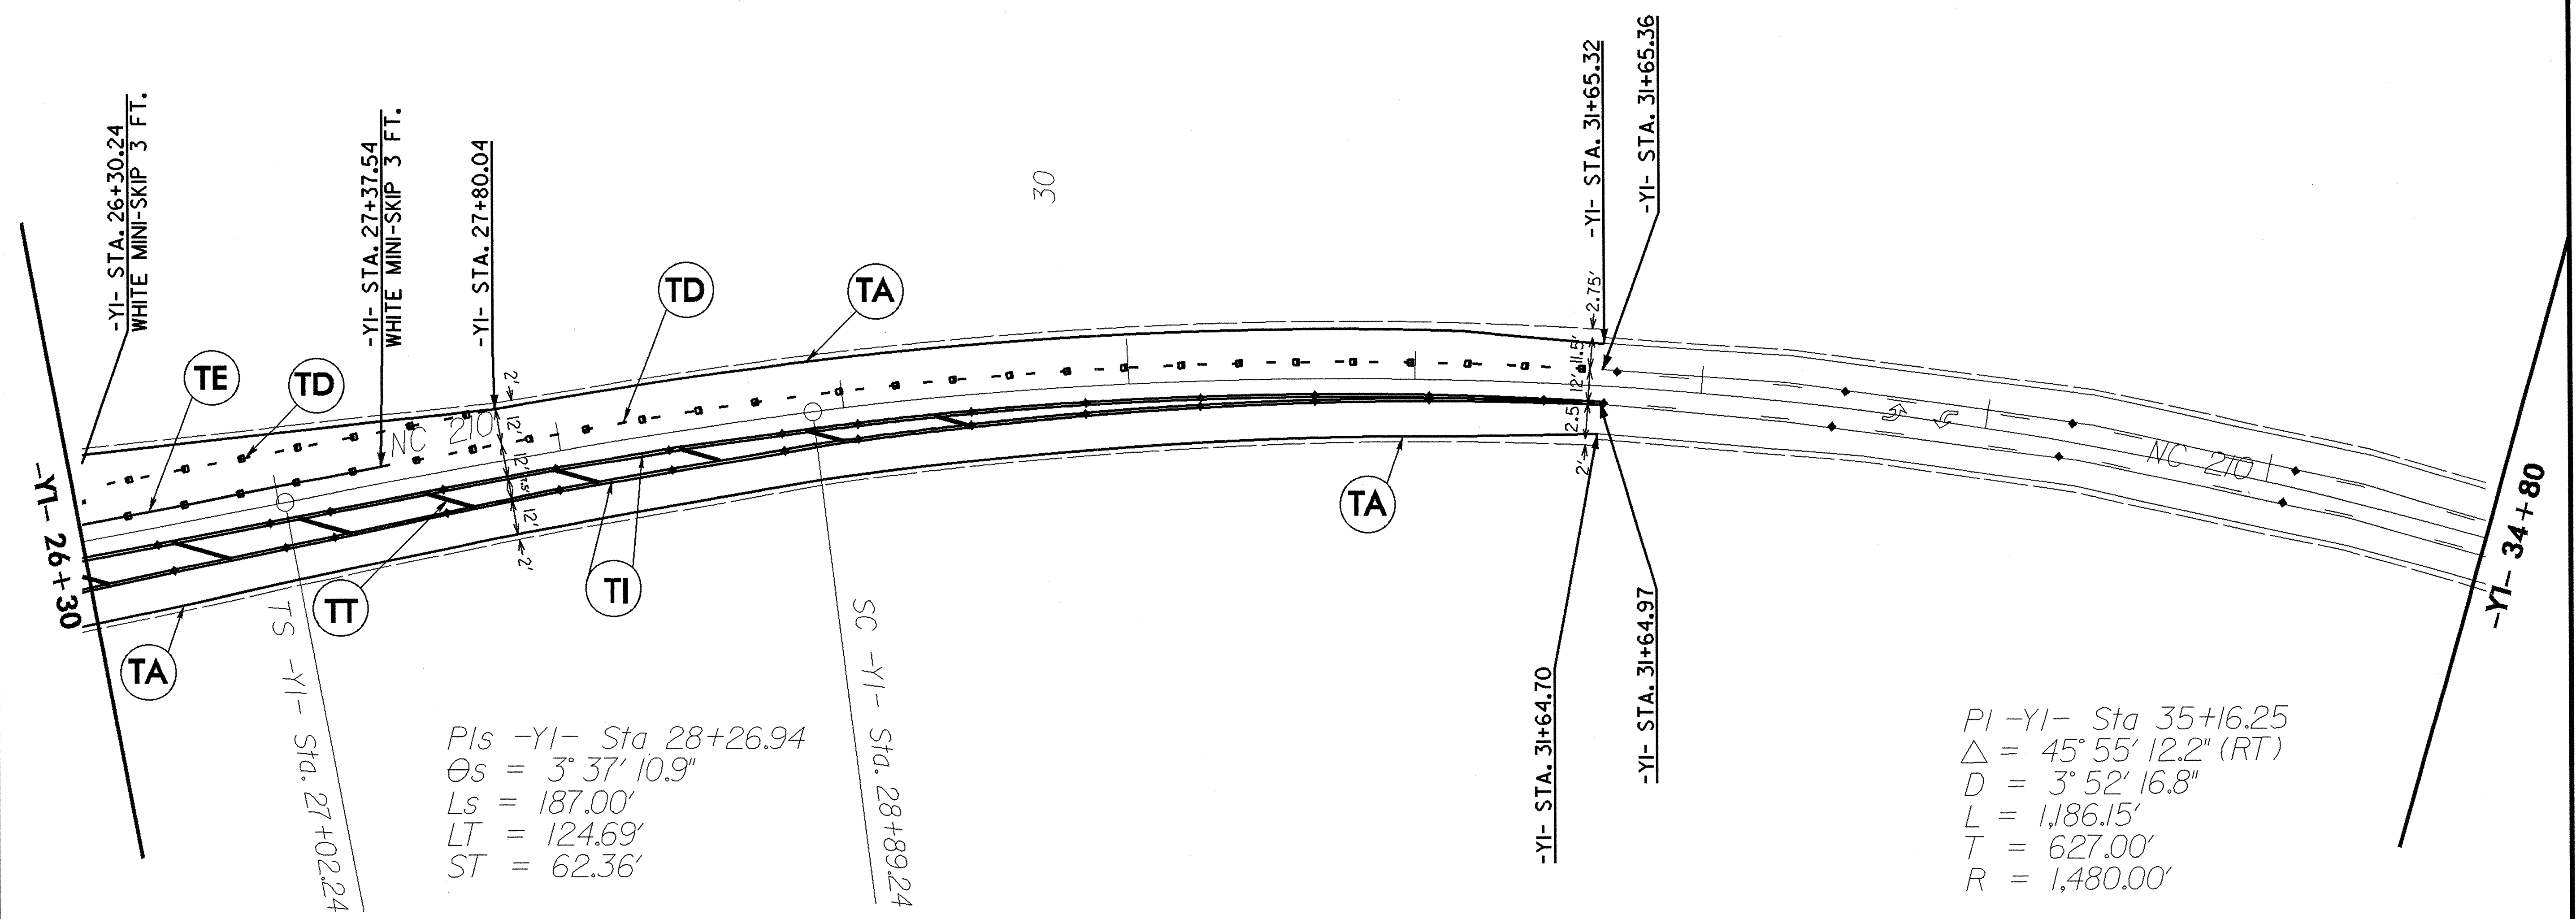 -Y1- STA. 26+30.24
WHITE MINI-SKIP 3 FT.
-Y1- STA. 27+37.54
WHITE MINI-SKIP 3 FT.
-Y1- STA. 27+80.04
30
-Y1- STA. 31+65.32
-Y1- STA. 31+65.36
TE
TD
TD
TA
NC 210
2'
12'
12'
7.5'
12'
2'
2.75'
11.5'
12'
2.5
2'
NC 210
-Y1- 26+30
-Y1- 34+80
TA
TT
TI
TA
TS -Y1- Sta. 27+02.24
SC -Y1- Sta. 28+89.24
-Y1- STA. 31+64.70
-Y1- STA. 31+64.97
PIs -Y1- Sta 28+26.94
Θs = 3° 37' 10.9"
Ls = 187.00'
LT = 124.69'
ST = 62.36'
PI -Y1- Sta 35+16.25
△ = 45° 55' 12.2" (RT)
D = 3° 52' 16.8"
L = 1,186.15'
T = 627.00'
R = 1,480.00'